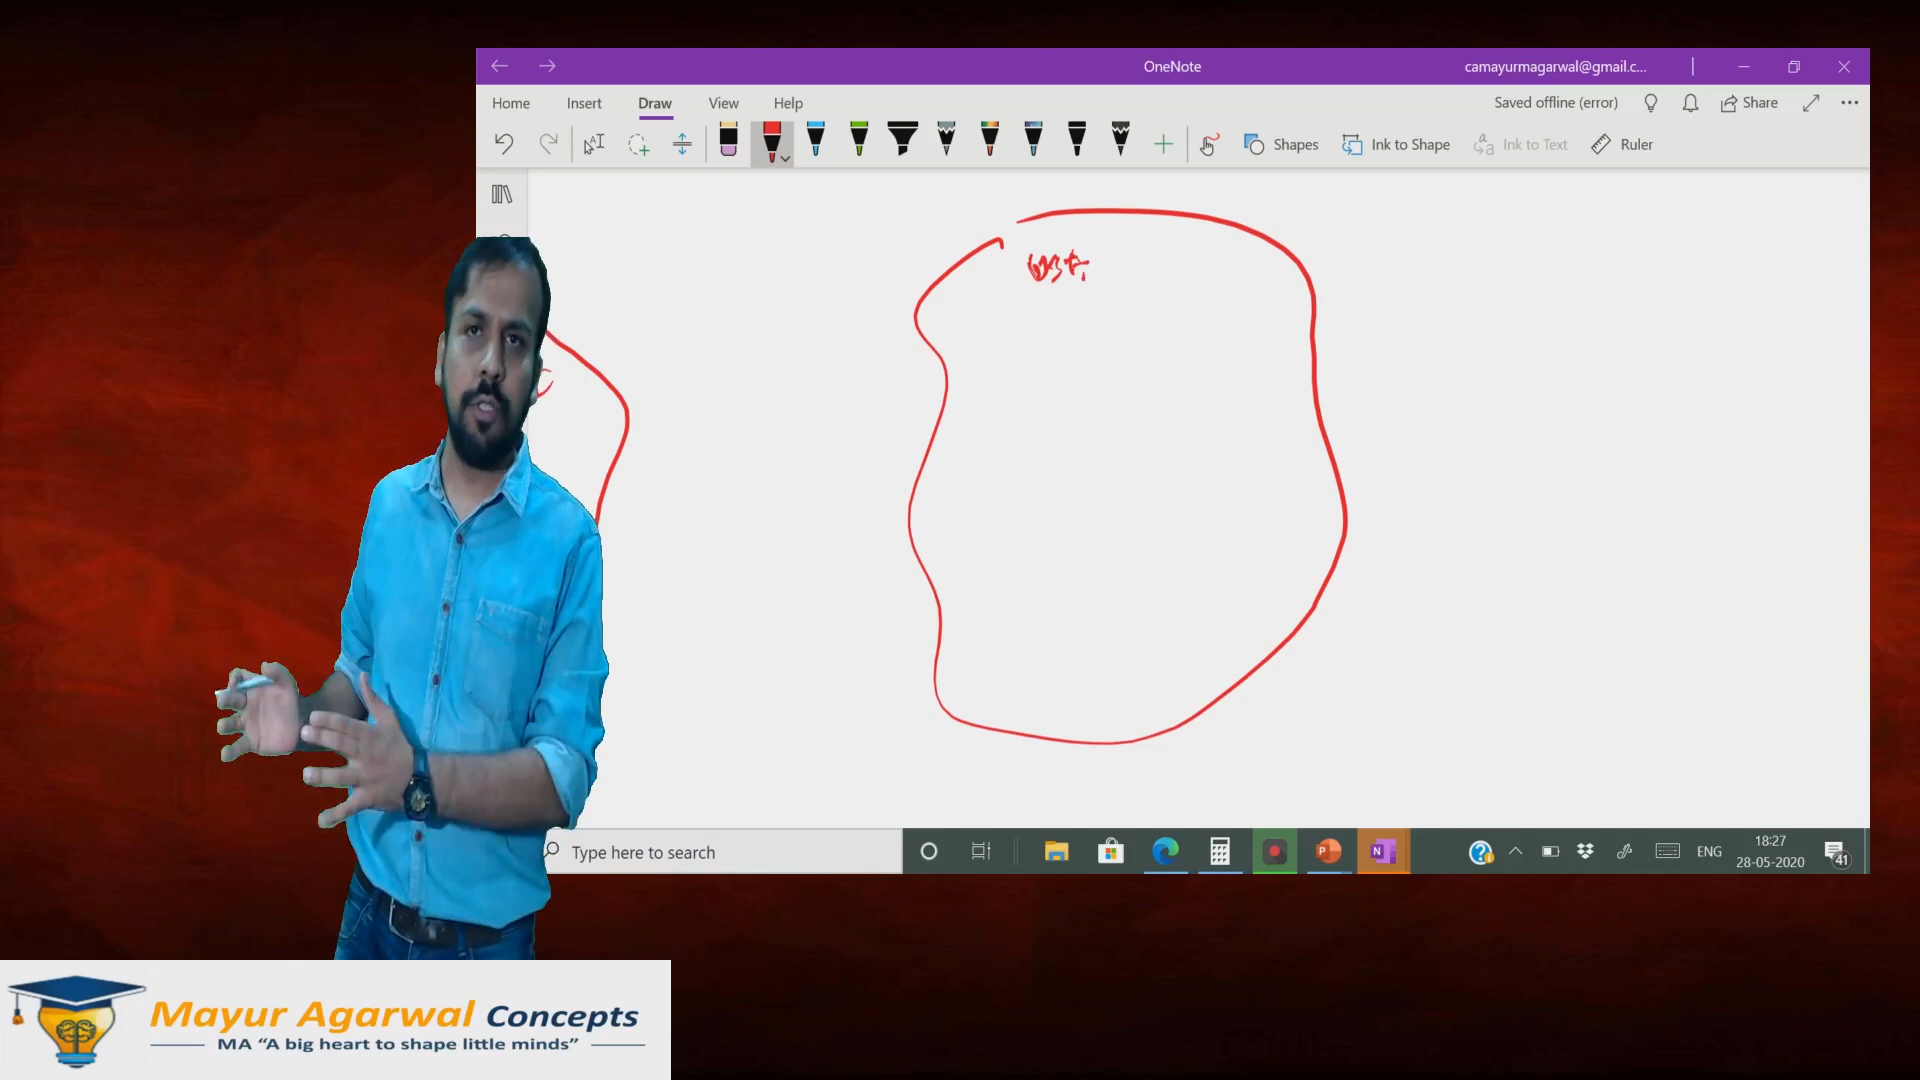 OneNote
camayurmagarwal@gmail.c...
Home Insert Draw View Help
Saved offline (error) Share
Shapes Ink to Shape Ink to Text Ruler
C
Type here to search
ENG
18:27
28-05-2020
41
Mayur Agarwal Concepts
MA "A big heart to shape little minds"